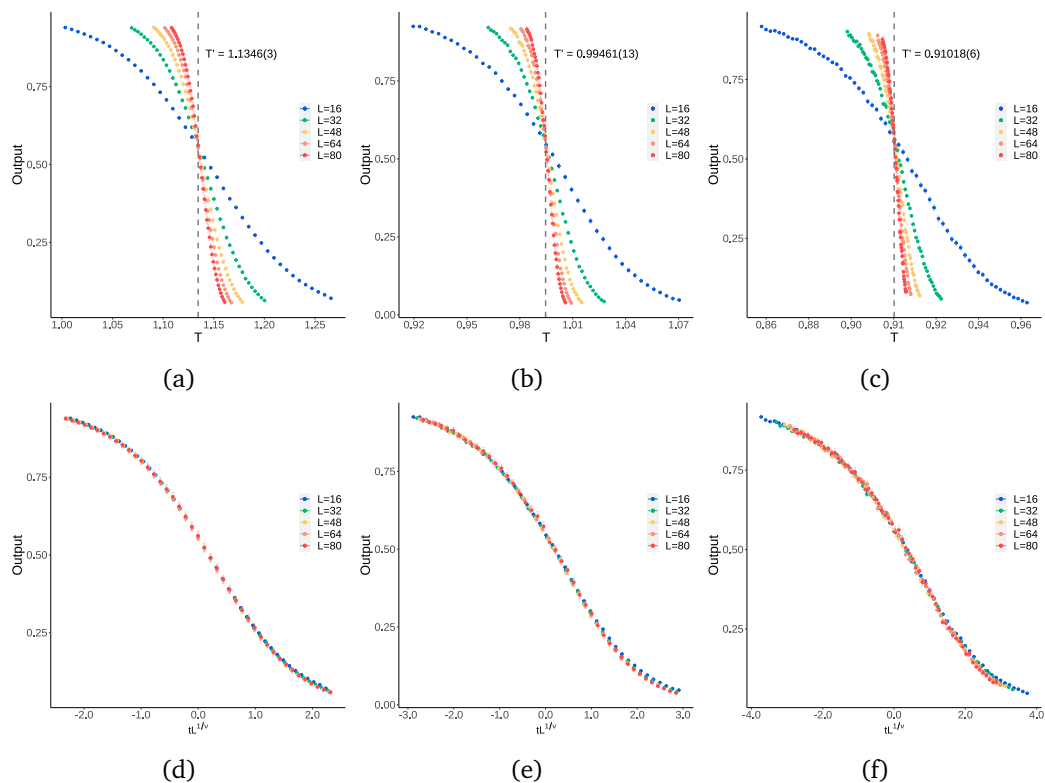 T' = 1.1346(3)
0.75
0.50
0.25
Output
L=16
L=32
L=48
L=64
L=80
1.00
1.05
1.10
1.15
1.20
1.25
T
(a)
T' = 0.99461(13)
0.75
0.50
0.25
0.00
Output
L=16
L=32
L=48
L=64
L=80
0.92
0.95
0.98
1.01
1.04
1.07
T
(b)
T' = 0.91018(6)
0.75
0.50
0.25
Output
L=16
L=32
L=48
L=64
L=80
0.86
0.88
0.90
0.91
0.92
0.94
0.96
T
(c)
0.75
0.50
0.25
Output
L=16
L=32
L=48
L=64
L=80
-2.0
-1.0
0.0
1.0
2.0
tL^{1/ν}
(d)
0.75
0.50
0.25
0.00
Output
L=16
L=32
L=48
L=64
L=80
-3.0
-2.0
-1.0
0.0
1.0
2.0
3.0
tL^{1/ν}
(e)
0.75
0.50
0.25
Output
L=16
L=32
L=48
L=64
L=80
-4.0
-2.0
0.0
2.0
4.0
tL^{1/ν}
(f)